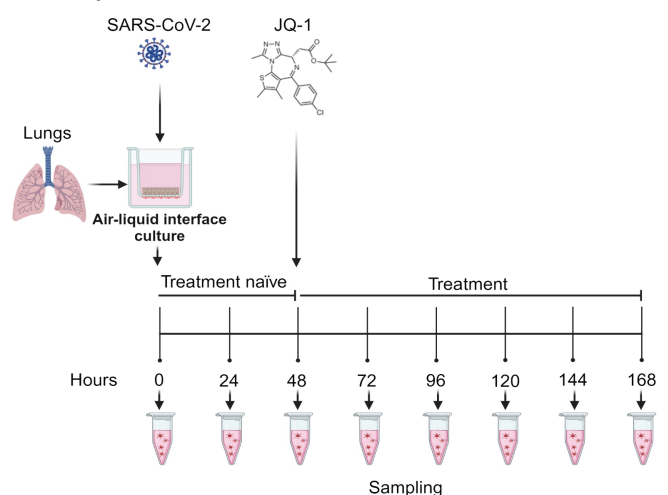 SARS-CoV-2
JQ-1
N-N
N
N
S
O
O
Cl
Lungs
Air-liquid interface
culture
Treatment naïve
Treatment
Hours 0 24 48 72 96 120 144 168
Sampling